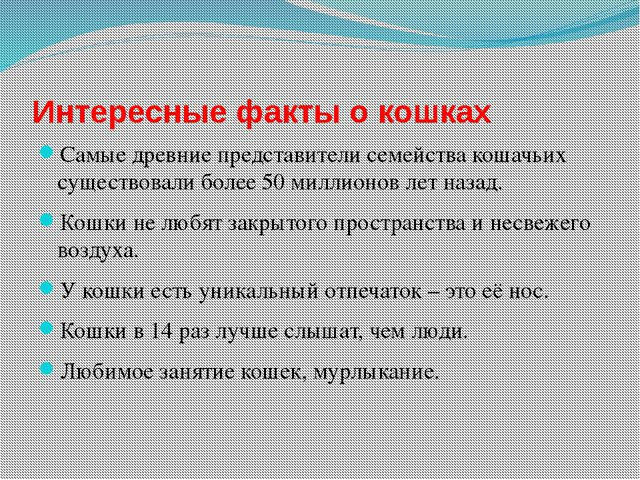 Интересные факты о кошках
Самые древние представители семейства кошачьих
существовали более 50 миллионов лет назад.
Кошки не любят закрытого пространства и несвежего
воздуха.
У кошки есть уникальный отпечаток – это её нос.
Кошки в 14 раз лучше слышат, чем люди.
Любимое занятие кошек, мурлыкание.